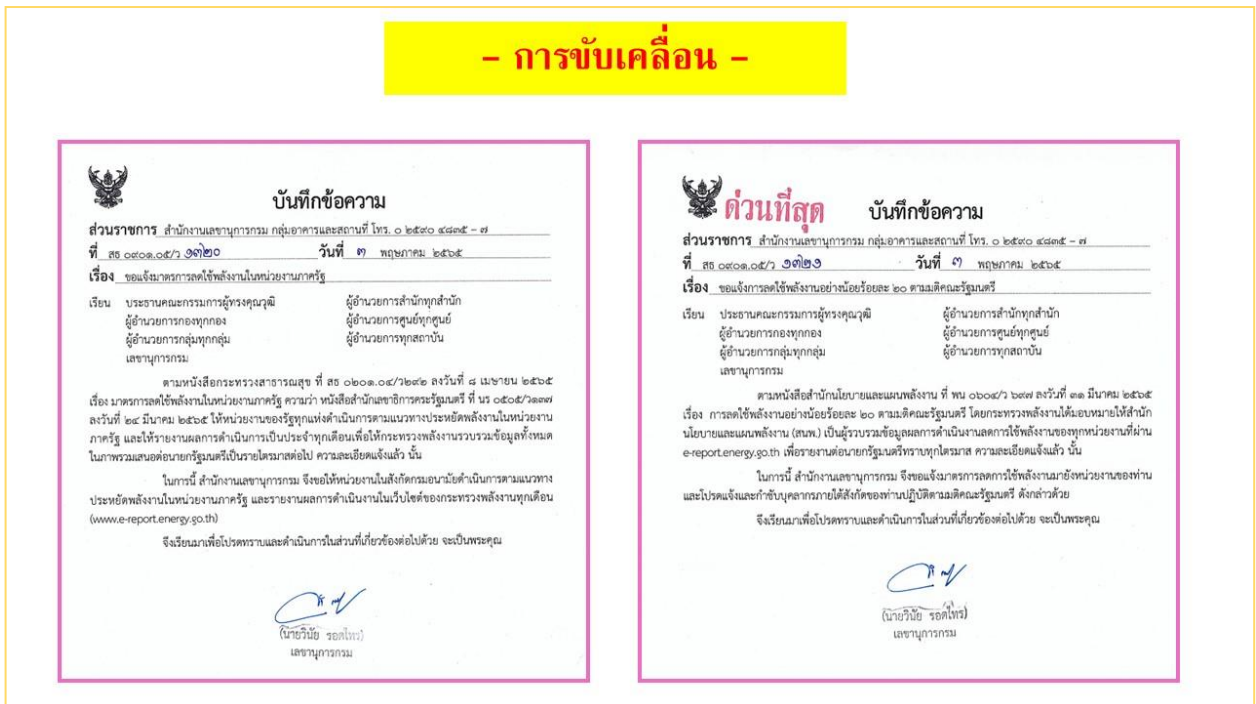 - การขับเคลื่อน -
บันทึกข้อความ
ส่วนราชการ สำนักงานเลขานุการกรม กลุ่มอาคารและสถานที่ โทร. ๐ ๒๕๙๐ ๔๘๓๕ – ๗
ที่ สธ ๐๙๐๑.๐๕/ว ๑๓๒๐ วันที่ ๓ พฤษภาคม ๒๕๖๕
เรื่อง ขอแจ้งมาตรการลดใช้พลังงานในหน่วยงานภาครัฐ
เรียน ประธานคณะกรรมการผู้ทรงคุณวุฒิ ผู้อำนวยการสำนักทุกสำนัก
ผู้อำนวยการกองทุกกอง ผู้อำนวยการศูนย์ทุกศูนย์
ผู้อำนวยการกลุ่มทุกกลุ่ม ผู้อำนวยการทุกสถาบัน
เลขานุการกรม
ตามหนังสือกระทรวงสาธารณสุข ที่ สธ ๐๒๐๑.๐๔/ว๒๙๒ ลงวันที่ ๘ เมษายน ๒๕๖๕
เรื่อง มาตรการลดใช้พลังงานในหน่วยงานภาครัฐ ความว่า หนังสือสำนักเลขาธิการคระรัฐมนตรี ที่ นร ๐๕๐๕/ว๑๓๗
ลงวันที่ ๒๔ มีนาคม ๒๕๖๕ ให้หน่วยงานของรัฐทุกแห่งดำเนินการตามแนวทางประหยัดพลังงานในหน่วยงาน
ภาครัฐ และให้รายงานผลการดำเนินการเป็นประจำทุกเดือนเพื่อให้กระทรวงพลังงานรวบรวมข้อมูลทั้งหมด
ในภาพรวมเสนอต่อนายกรัฐมนตรีเป็นรายไตรมาสต่อไป ความละเอียดแจ้งแล้ว นั้น
ในการนี้ สำนักงานเลขานุการกรม จึงขอให้หน่วยงานในสังกัดกรมอนามัยดำเนินการตามแนวทาง
ประหยัดพลังงานในหน่วยงานภาครัฐ และรายงานผลการดำเนินงานในเว็บไซต์ของกระทรวงพลังงานทุกเดือน
(www.e-report.energy.go.th)
จึงเรียนมาเพื่อโปรดทราบและดำเนินการในส่วนที่เกี่ยวข้องต่อไปด้วย จะเป็นพระคุณ
(นายวินัย รอดไทร)
เลขานุการกรม
ด่วนที่สุด บันทึกข้อความ
ส่วนราชการ สำนักงานเลขานุการกรม กลุ่มอาคารและสถานที่ โทร. ๐ ๒๕๙๐ ๔๘๓๕ – ๗
ที่ สธ ๐๙๐๑.๐๕/ว ๑๓๒๑ วันที่ ๓ พฤษภาคม ๒๕๖๕
เรื่อง ขอแจ้งการลดใช้พลังงานอย่างน้อยร้อยละ ๒๐ ตามมติคณะรัฐมนตรี
เรียน ประธานคณะกรรมการผู้ทรงคุณวุฒิ ผู้อำนวยการสำนักทุกสำนัก
ผู้อำนวยการกองทุกกอง ผู้อำนวยการศูนย์ทุกศูนย์
ผู้อำนวยการกลุ่มทุกกลุ่ม ผู้อำนวยการทุกสถาบัน
เลขานุการกรม
ตามหนังสือสำนักนโยบายและแผนพลังงาน ที่ พน ๐๖๐๔/ว ๖๗๗ ลงวันที่ ๓๑ มีนาคม ๒๕๖๕
เรื่อง การลดใช้พลังงานอย่างน้อยร้อยละ ๒๐ ตามมติคณะรัฐมนตรี โดยกระทรวงพลังงานได้มอบหมายให้สำนัก
นโยบายและแผนพลังงาน (สนพ.) เป็นผู้รวบรวมข้อมูลผลการดำเนินงานลดการใช้พลังงานของทุกหน่วยงานที่ผ่าน
e-report.energy.go.th เพื่อรายงานต่อนายกรัฐมนตรีทราบทุกไตรมาส ความละเอียดแจ้งแล้ว นั้น
ในการนี้ สำนักงานเลขานุการกรม จึงขอแจ้งมาตรการลดการใช้พลังงานมายังหน่วยงานของท่าน
และโปรดแจ้งและกำชับบุคลากรภายใต้สังกัดของท่านปฏิบัติตามมติคณะรัฐมนตรี ดังกล่าวด้วย
จึงเรียนมาเพื่อโปรดทราบและดำเนินการในส่วนที่เกี่ยวข้องต่อไปด้วย จะเป็นพระคุณ
(นายวินัย รอดไทร)
เลขานุการกรม